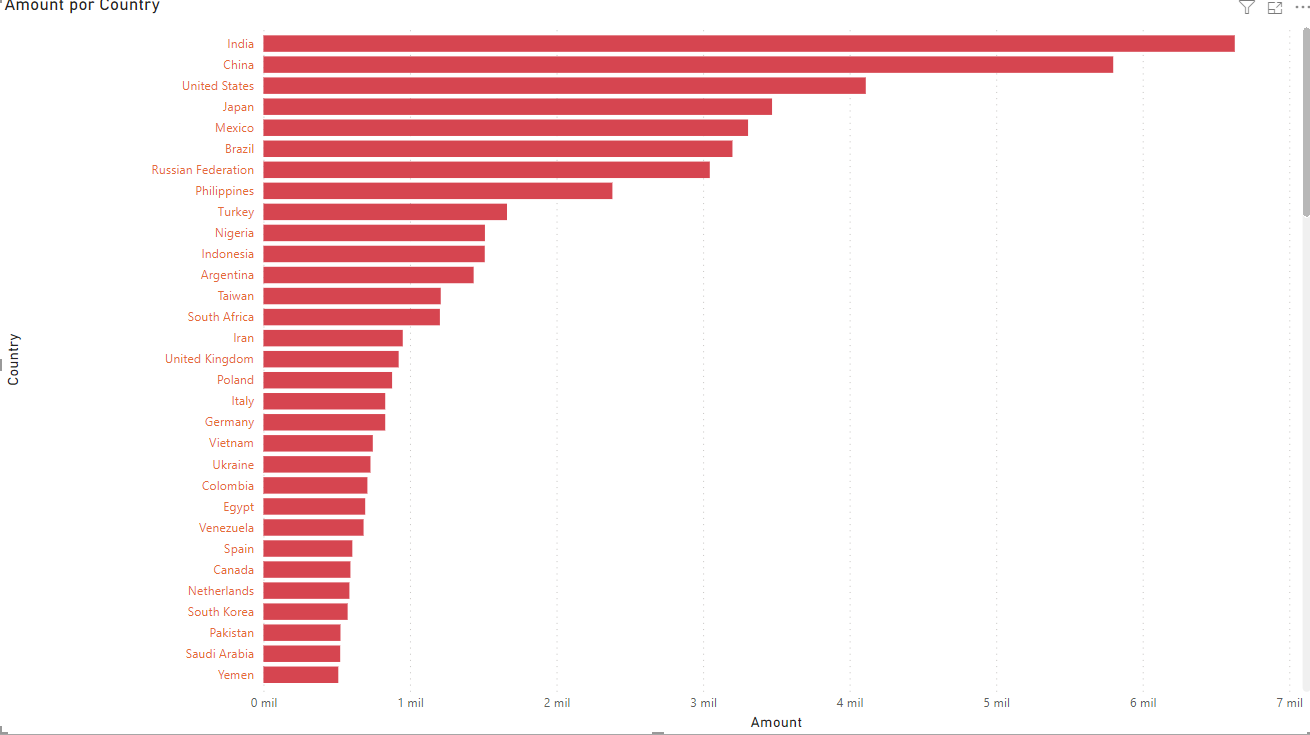 Amount por Country
India
China
United States
Japan
Mexico
Brazil
Russian Federation
Philippines
Turkey
Nigeria
Indonesia
Argentina
Taiwan
South Africa
Iran
United Kingdom
Poland
Italy
Germany
Vietnam
Ukraine
Colombia
Egypt
Venezuela
Spain
Canada
Netherlands
South Korea
Pakistan
Saudi Arabia
Yemen
Country
0 mil 1 mil 2 mil 3 mil 4 mil 5 mil 6 mil 7 mil
Amount